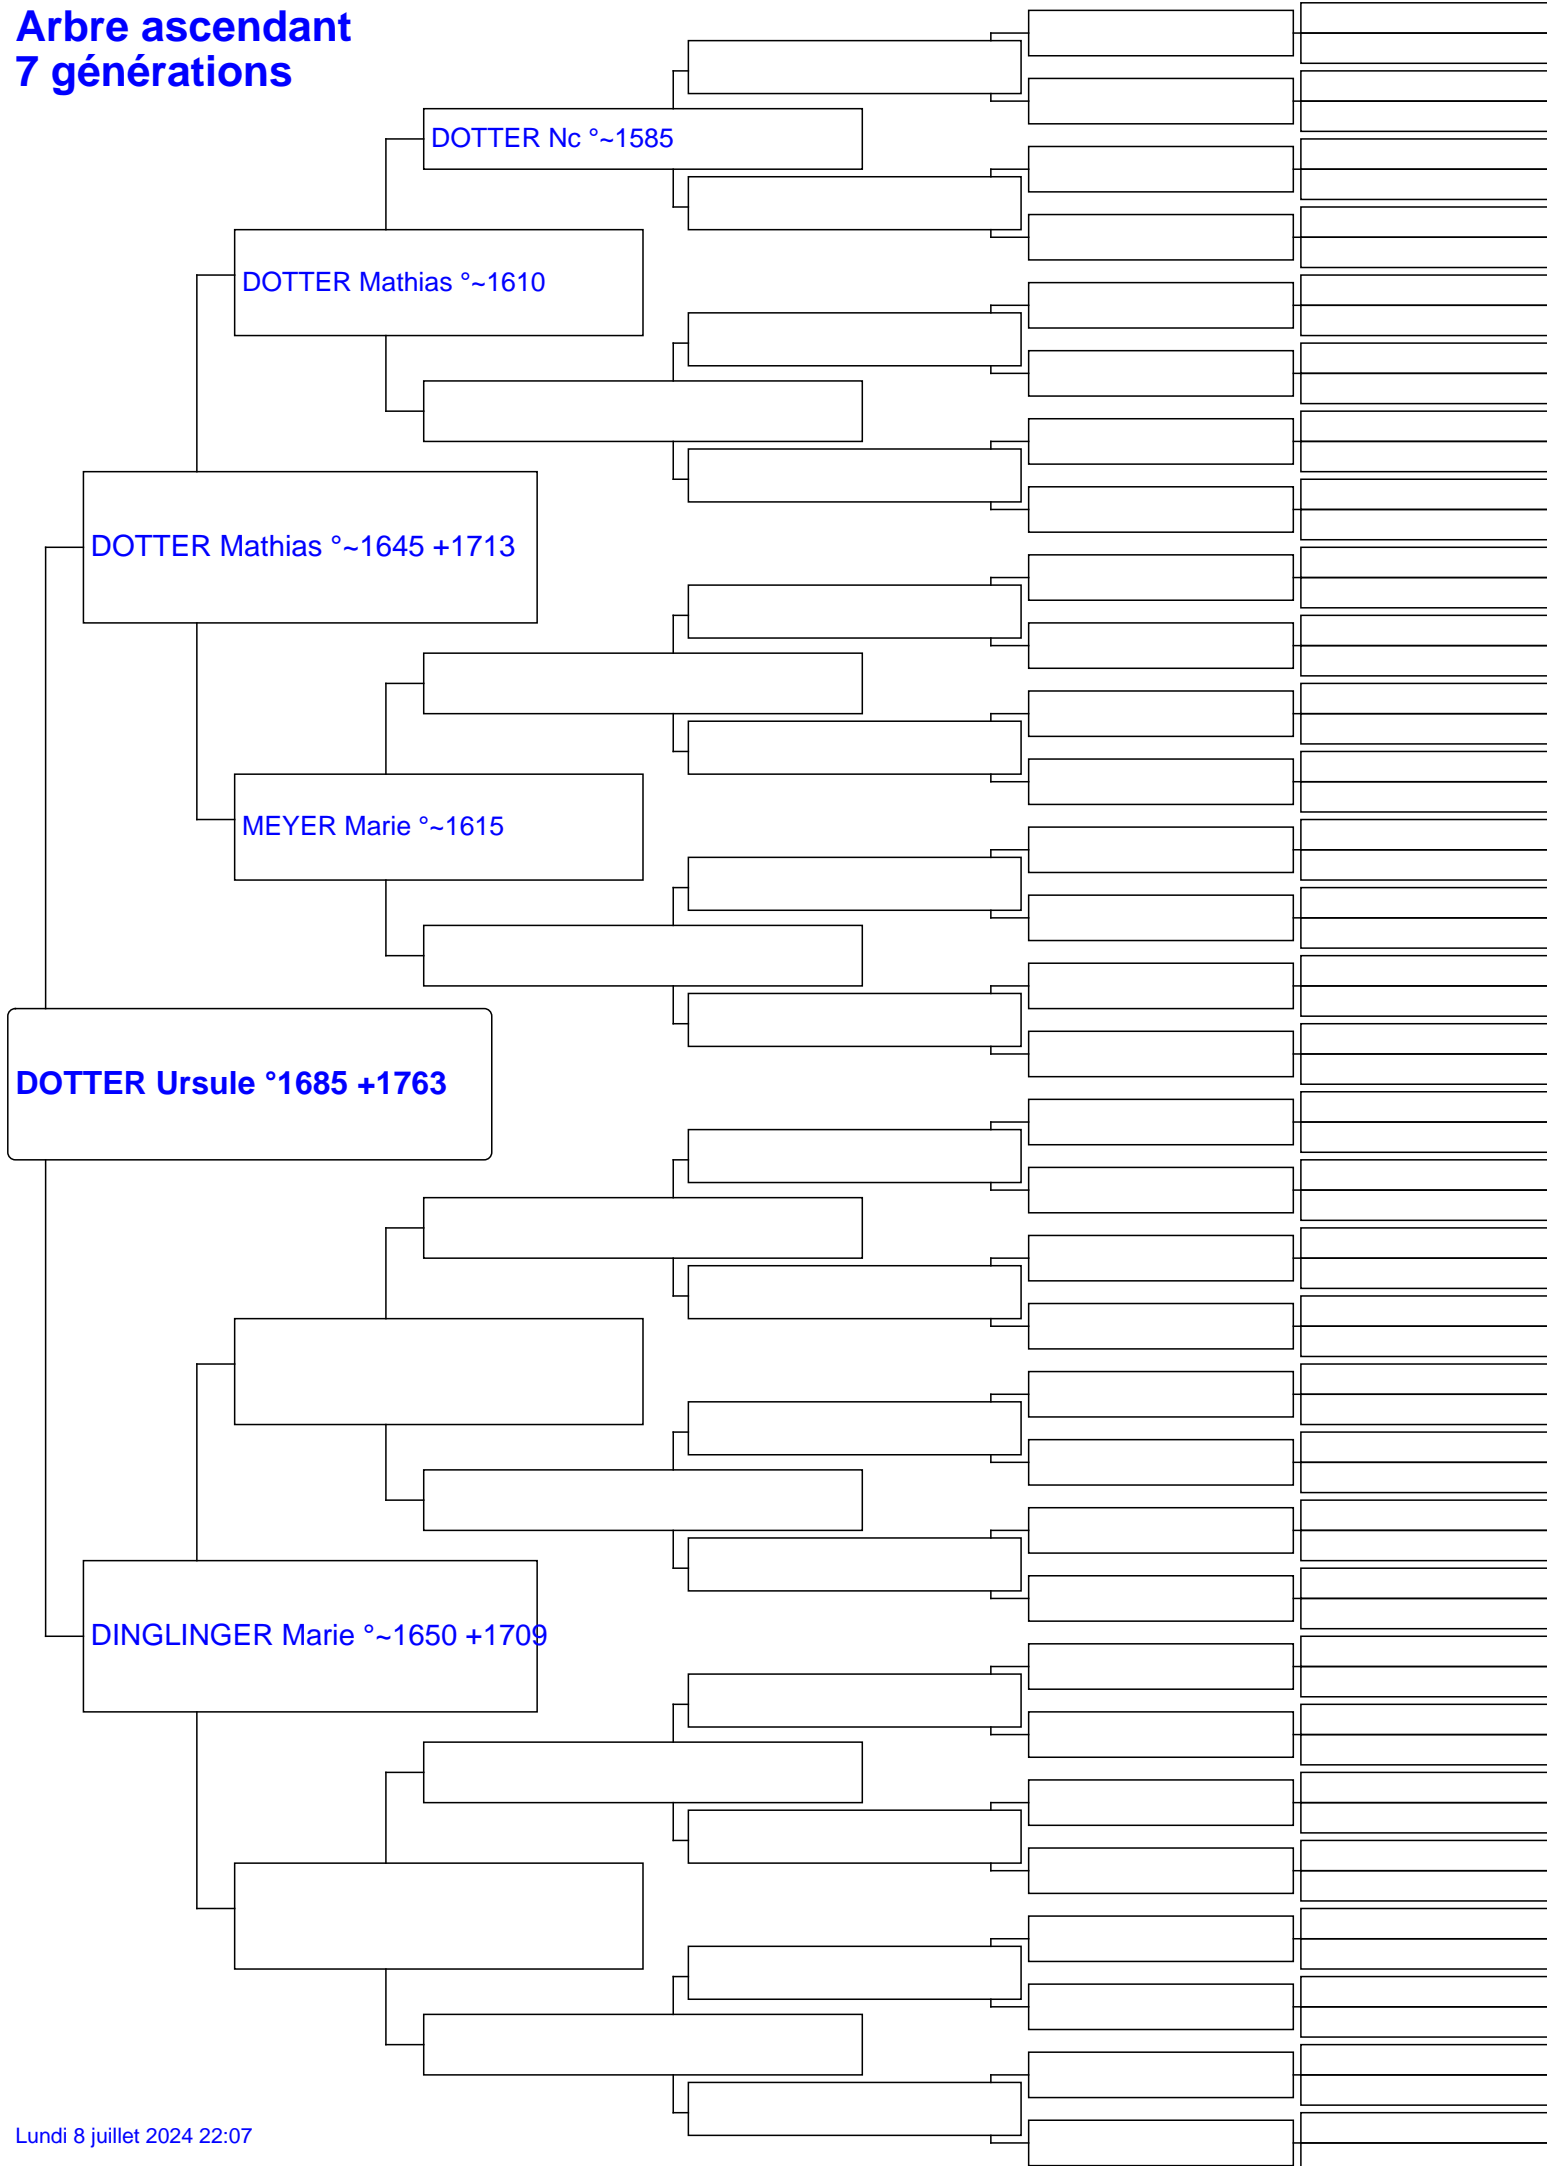 Arbre ascendant
7 générations
DOTTER Nc °~1585
DOTTER Mathias °~1610
DOTTER Mathias °~1645 +1713
MEYER Marie °~1615
DOTTER Ursule °1685 +1763
DINGLINGER Marie °~1650 +1709
Lundi 8 juillet 2024 22:07